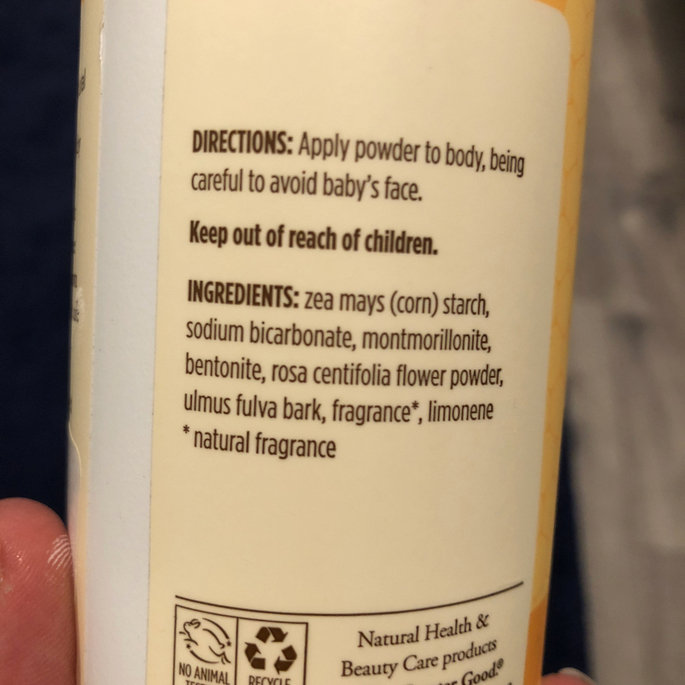 DIRECTIONS: Apply powder to body, being
careful to avoid baby's face.
Keep out of reach of children.
INGREDIENTS: zea mays (corn) starch,
sodium bicarbonate, montmorillonite,
bentonite, rosa centifolia flower powder,
ulmus fulva bark, fragrance*, limonene
* natural fragrance
NO ANIMAL
RECYCLE
Natural Health &
Beauty Care products
Good.®